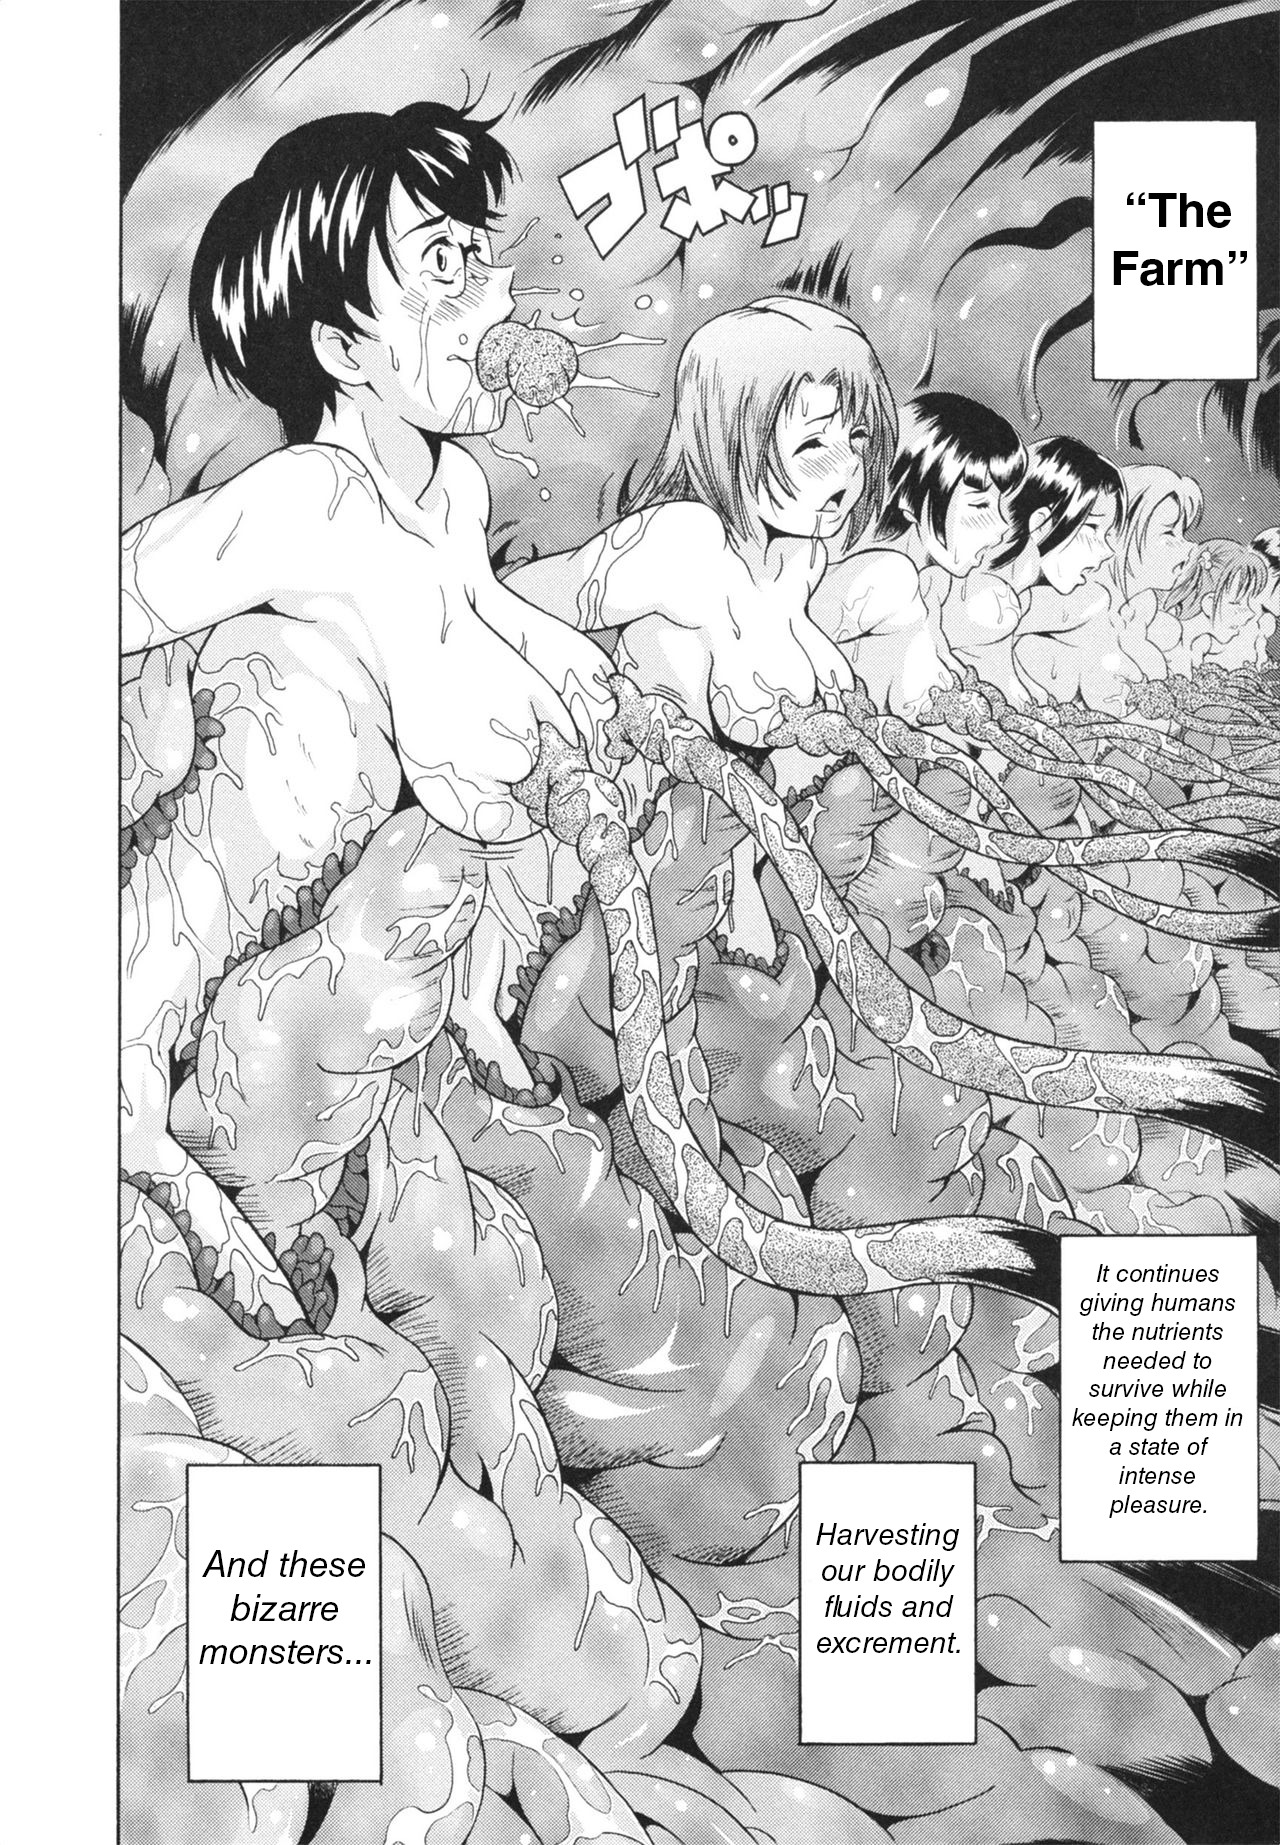 “The
Farm”
ゴポッ
It continues
giving humans
the nutrients
needed to
survive while
keeping them in
a state of
intense
pleasure.
Harvesting
our bodily
fluids and
excrement.
And these
bizarre
monsters...